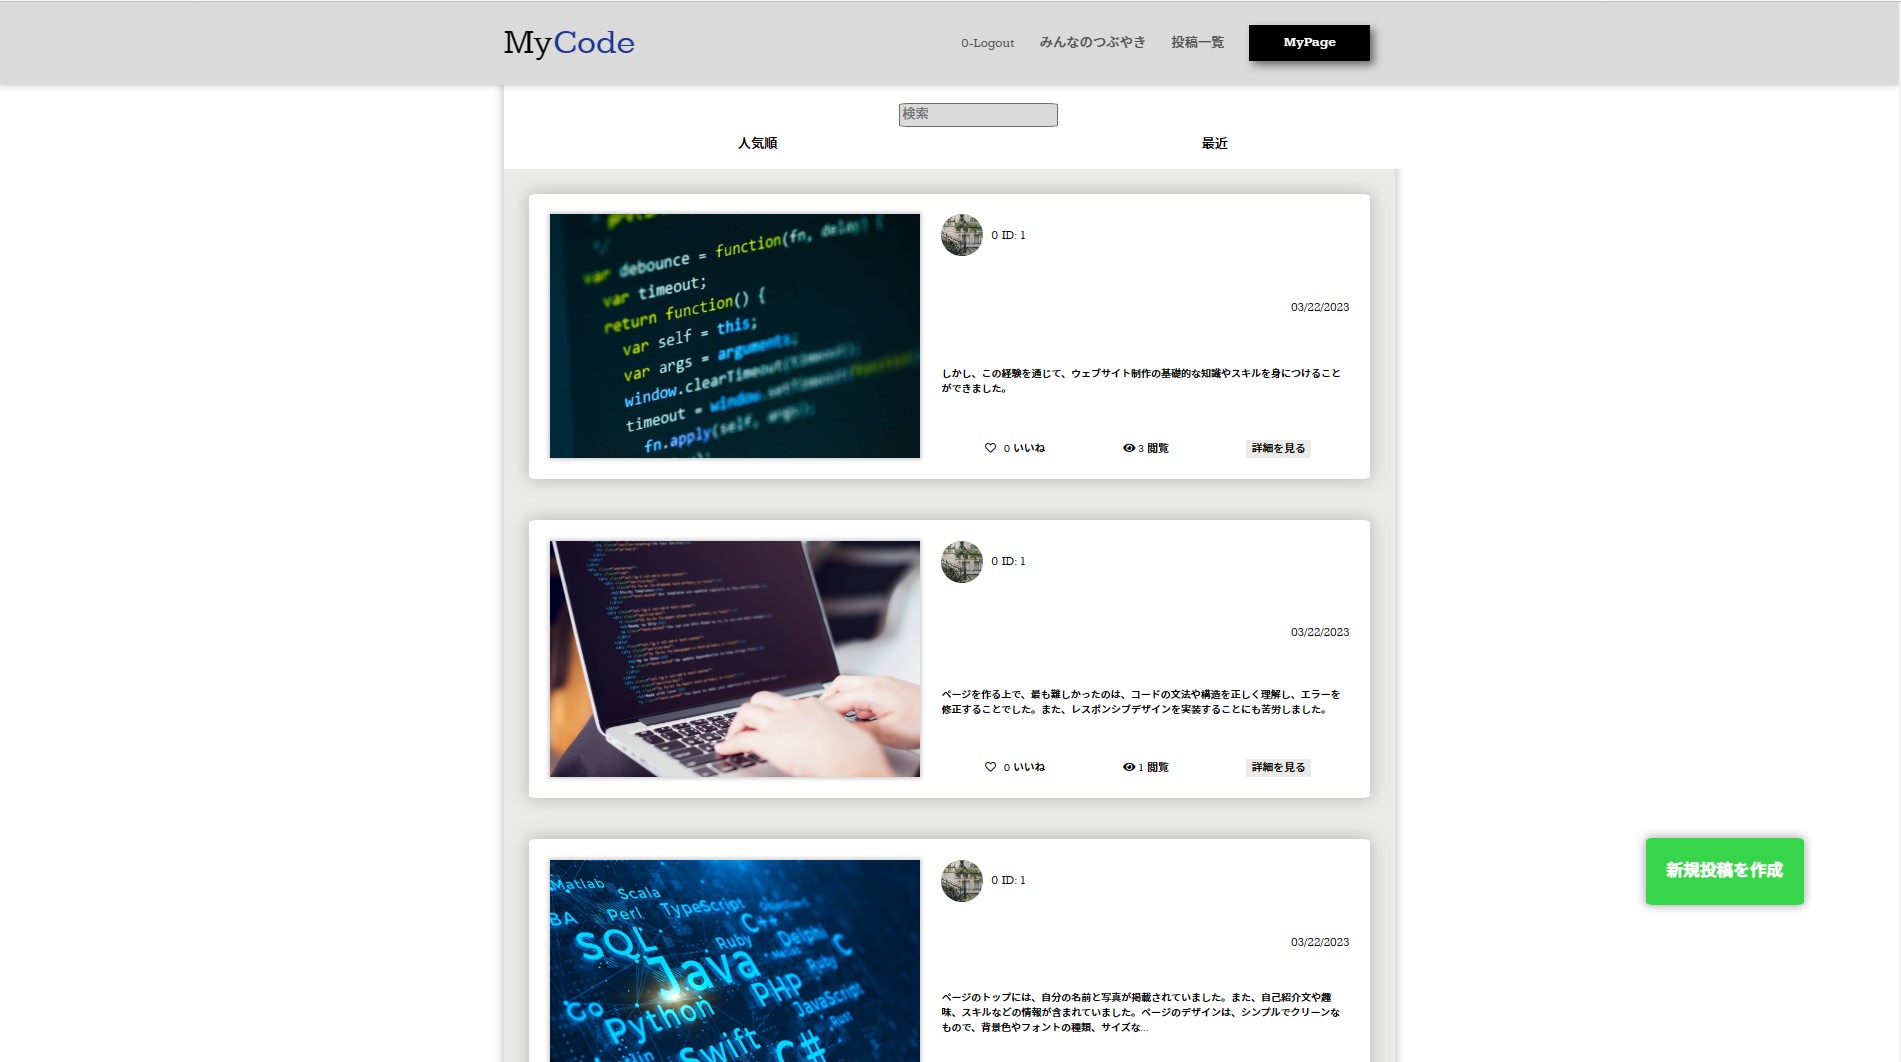 MyCode
0-Logout みんなのつぶやき 投稿一覧 MyPage
検索
人気順 最近
*/
var debounce = function(fn, delay) {
var timeout;
return function() {
var self = this;
var args = arguments;
window.clearTimeout(timeout);
timeout = window.setTimeout(function()
fn.apply(self, args);
);
0 ID: 1
03/22/2023
しかし、この経験を通じて、ウェブサイト制作の基礎的な知識やスキルを身につけること
ができました。
0 いいね 3 閲覧 詳細を見る
0 ID: 1
03/22/2023
ページを作る上で、最も難しかったのは、コードの文法や構造を正しく理解し、エラーを
修正することでした。また、レスポンシブデザインを実装することにも苦労しました。
0 いいね 1 閲覧 詳細を見る
新規投稿を作成
Matlab Scala
BA Perl TypeScript Objective-C
SQL Ruby C++ Delphi C
Java Matlab Ruby
Co Python PHP JavaScript
Swift C# Rust
0 ID: 1
03/22/2023
ページのトップには、自分の名前と写真が掲載されていました。また、自己紹介文や趣
味、スキルなどの情報が含まれていました。ページのデザインは、シンプルでクリーンな
もので、背景色やフォントの種類、サイズな...